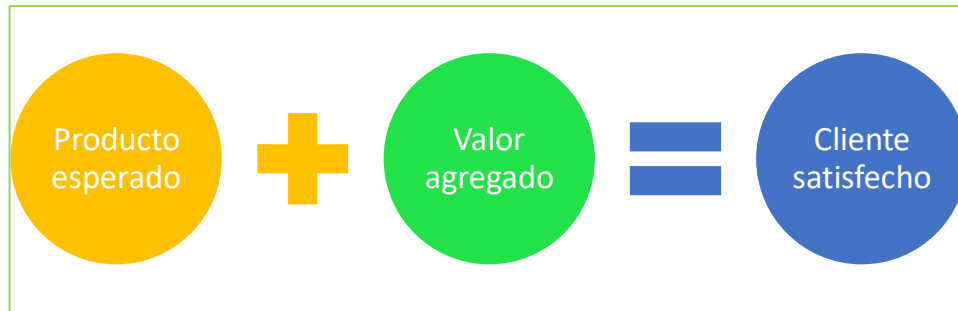 Producto
esperado
Valor
agregado
Cliente
satisfecho